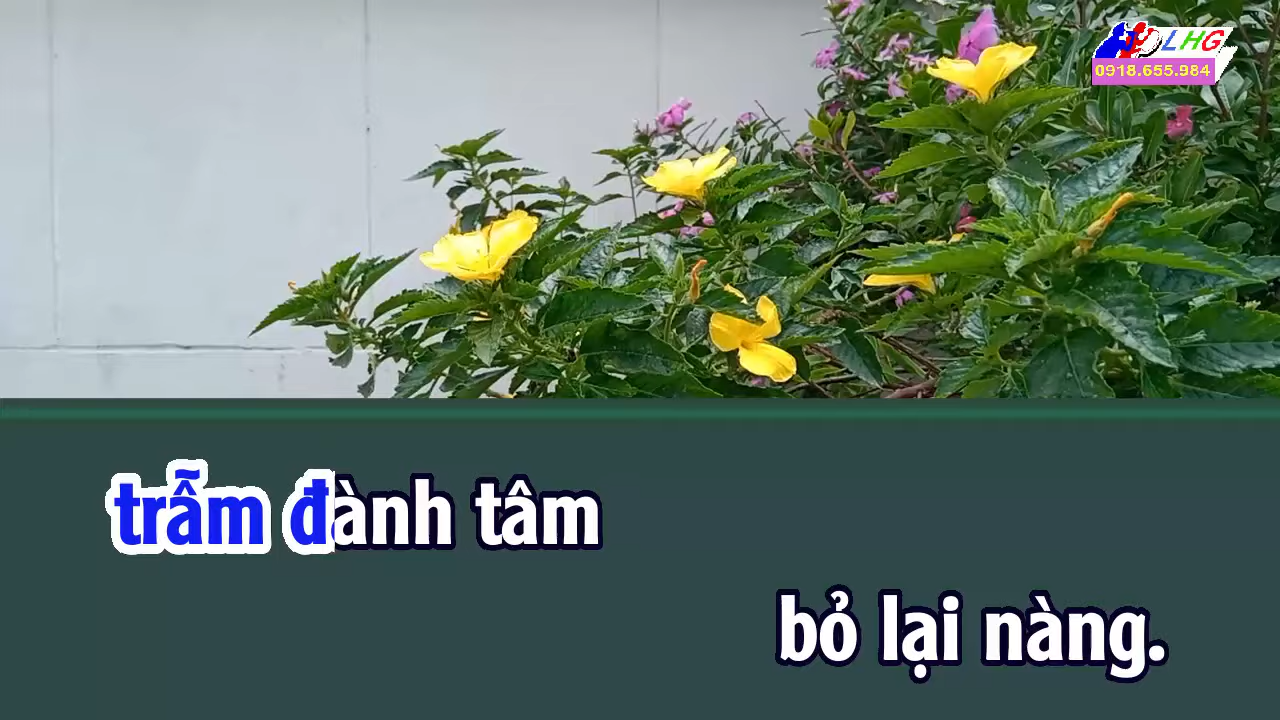 LHG
0918.655.984
trẫm đành tâm
bỏ lại nàng.